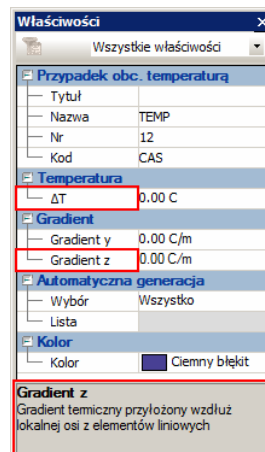 Właściwości
Wszystkie właściwości
Przypadek obc. temperaturą
Tytuł
Nazwa TEMP
Nr 12
Kod CAS
Temperatura
ΔT 0.00 C
Gradient
Gradient y 0.00 C/m
Gradient z 0.00 C/m
Automatyczna generacja
Wybór Wszystko
Lista
Kolor
Kolor Ciemny błękit
Gradient z
Gradient termiczny przyłożony wzdłuż
lokalnej osi z elementów liniowych